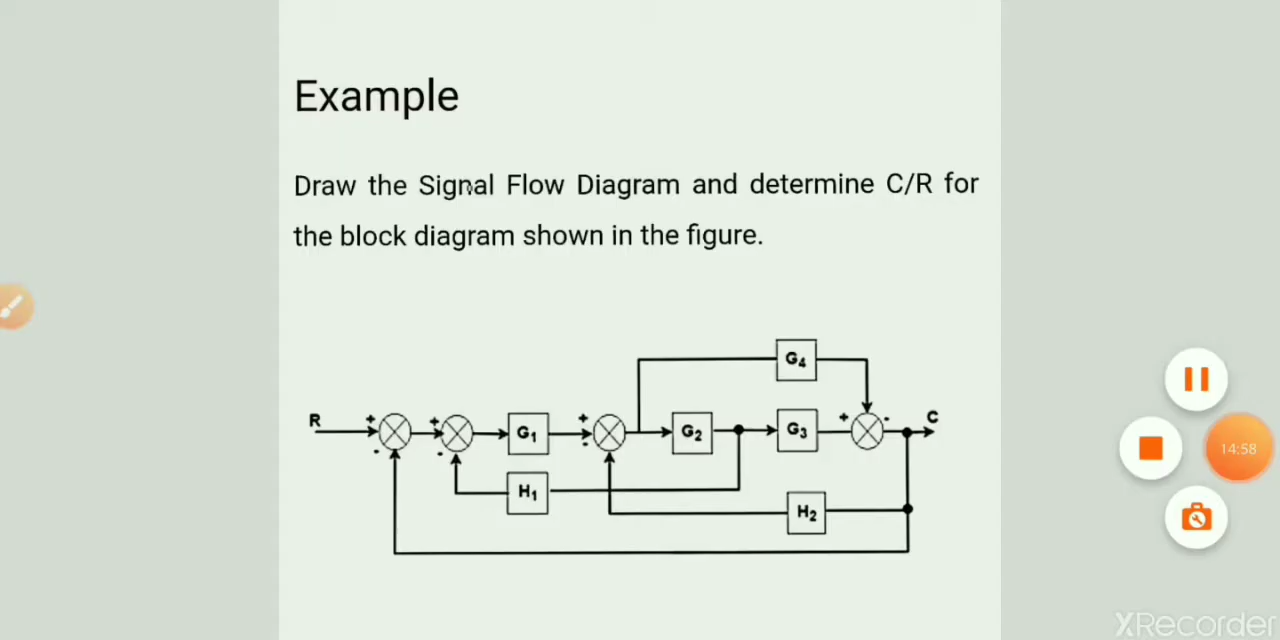 Example
Draw the Signal Flow Diagram and determine C/R for
the block diagram shown in the figure.
G4
R + + G1 + G2 G3 + - C
- - -
H1
H2
14:58
XRecorder